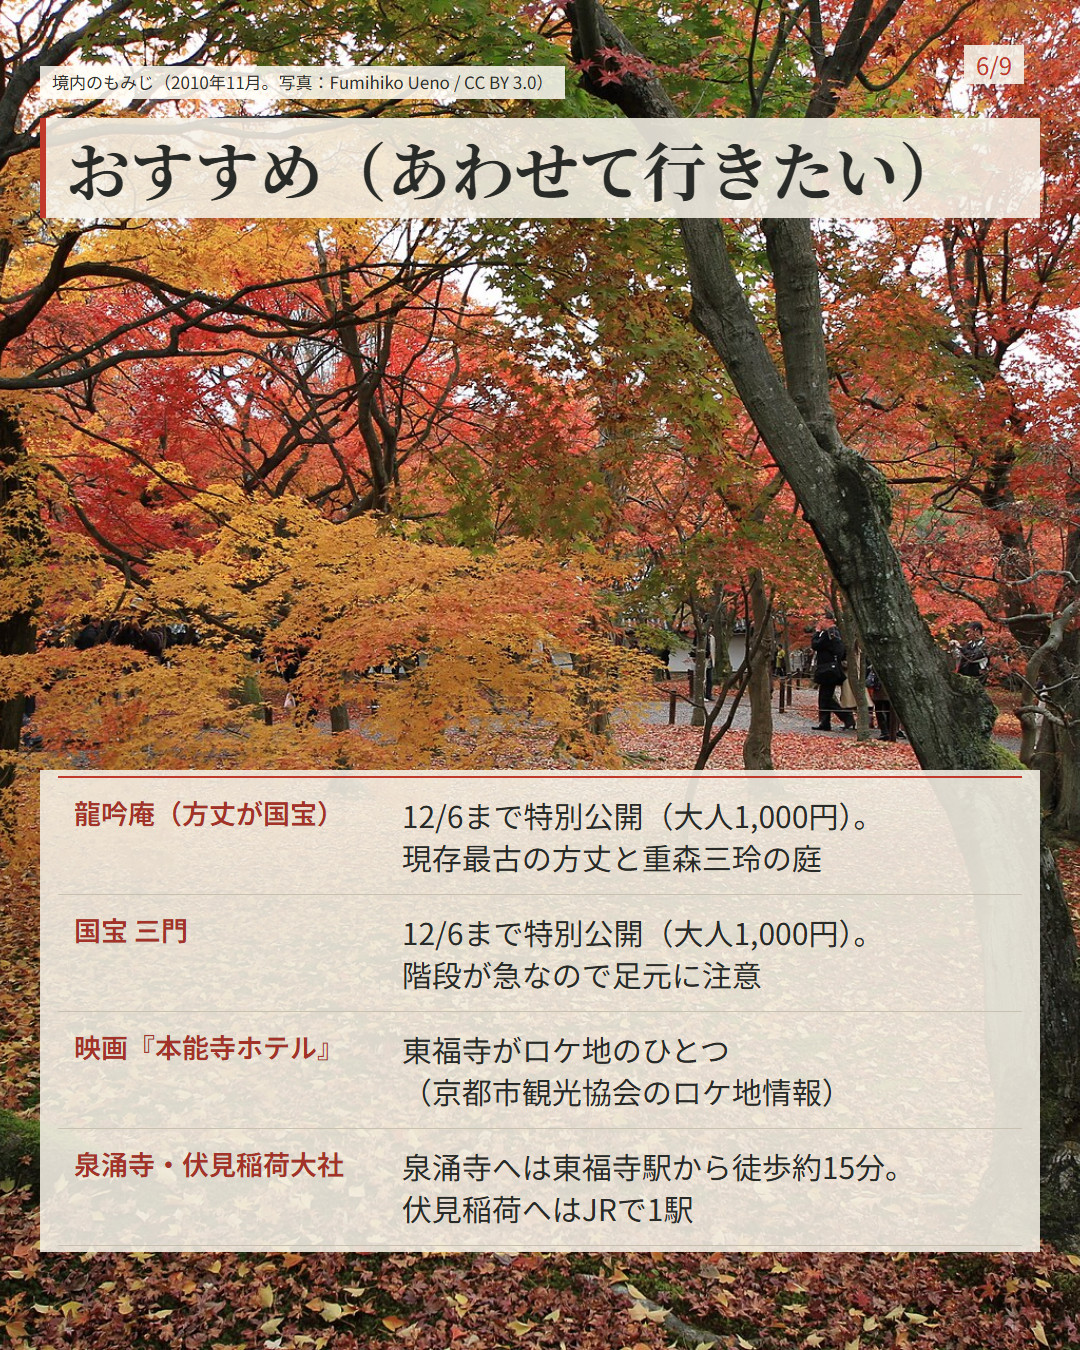 6/9
境内のもみじ（2010年11月。写真：Fumihiko Ueno / CC BY 3.0）
おすすめ（あわせて行きたい）
龍吟庵（方丈が国宝）
12/6まで特別公開（大人1,000円）。
現存最古の方丈と重森三玲の庭
国宝 三門
12/6まで特別公開（大人1,000円）。
階段が急なので足元に注意
映画『本能寺ホテル』
東福寺がロケ地のひとつ
（京都市観光協会のロケ地情報）
泉涌寺・伏見稲荷大社
泉涌寺へは東福寺駅から徒歩約15分。
伏見稲荷へはJRで1駅